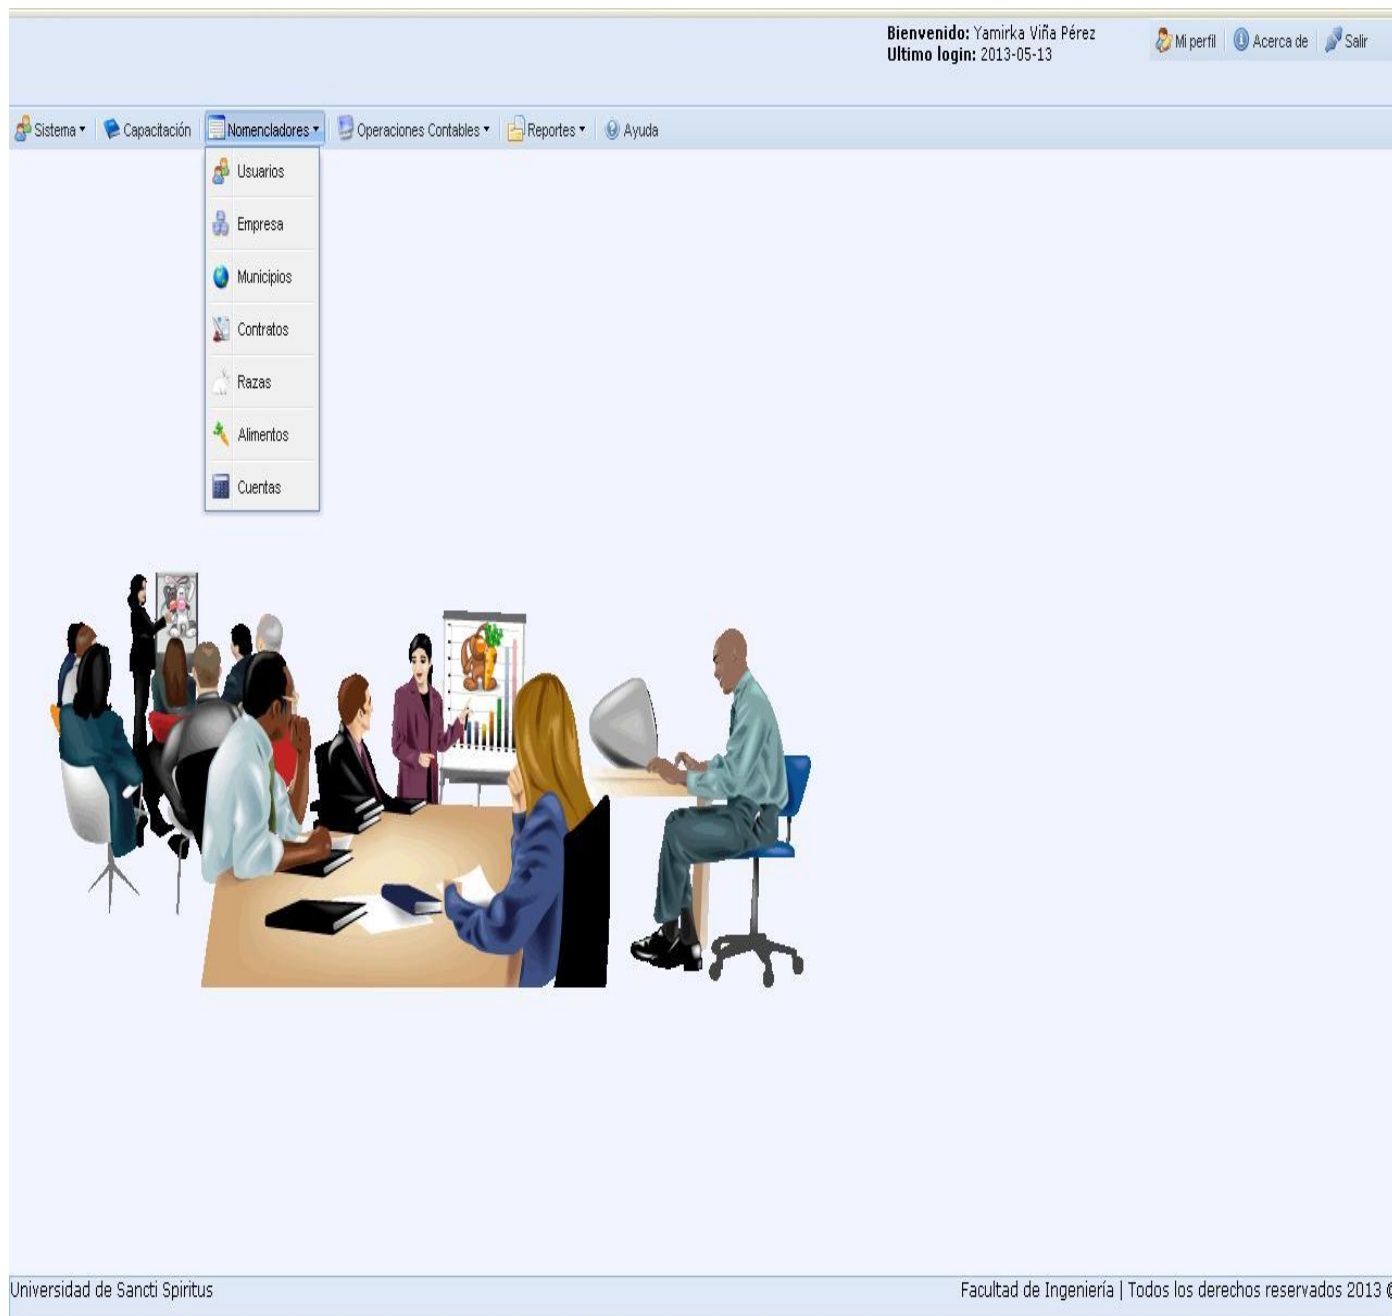 Bienvenido: Yamirka Viña Pérez
Ultimo login: 2013-05-13
Mi perfil Acerca de Salir
Sistema Capacitación Nomencladores Operaciones Contables Reportes Ayuda
Usuarios
Empresa
Municipios
Contratos
Razas
Alimentos
Cuentas
Universidad de Sancti Spiritus Facultad de Ingeniería | Todos los derechos reservados 2013 ©